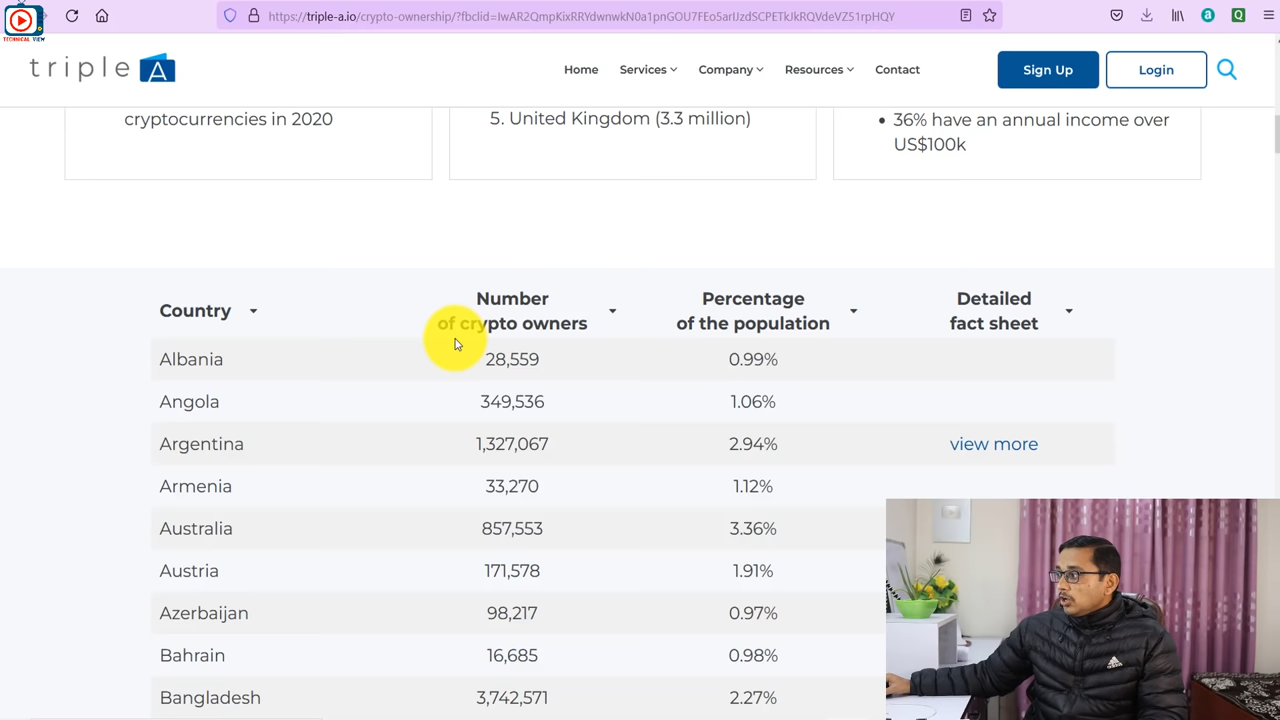 TECHNICAL VIEW
https://triple-a.io/crypto-ownership/?fbclid=IwAR2QmpKixRRYdwnwkN0a1pnGOU7FEo5arUzdSCPETkJkRQVdeVZ51rpHQY
triple A
Home Services Company Resources Contact Sign Up Login
cryptocurrencies in 2020
5. United Kingdom (3.3 million)
• 36% have an annual income over
US$100k
Country
Number
of crypto owners
Percentage
of the population
Detailed
fact sheet
Albania 28,559 0.99%
Angola 349,536 1.06%
Argentina 1,327,067 2.94% view more
Armenia 33,270 1.12%
Australia 857,553 3.36%
Austria 171,578 1.91%
Azerbaijan 98,217 0.97%
Bahrain 16,685 0.98%
Bangladesh 3,742,571 2.27%